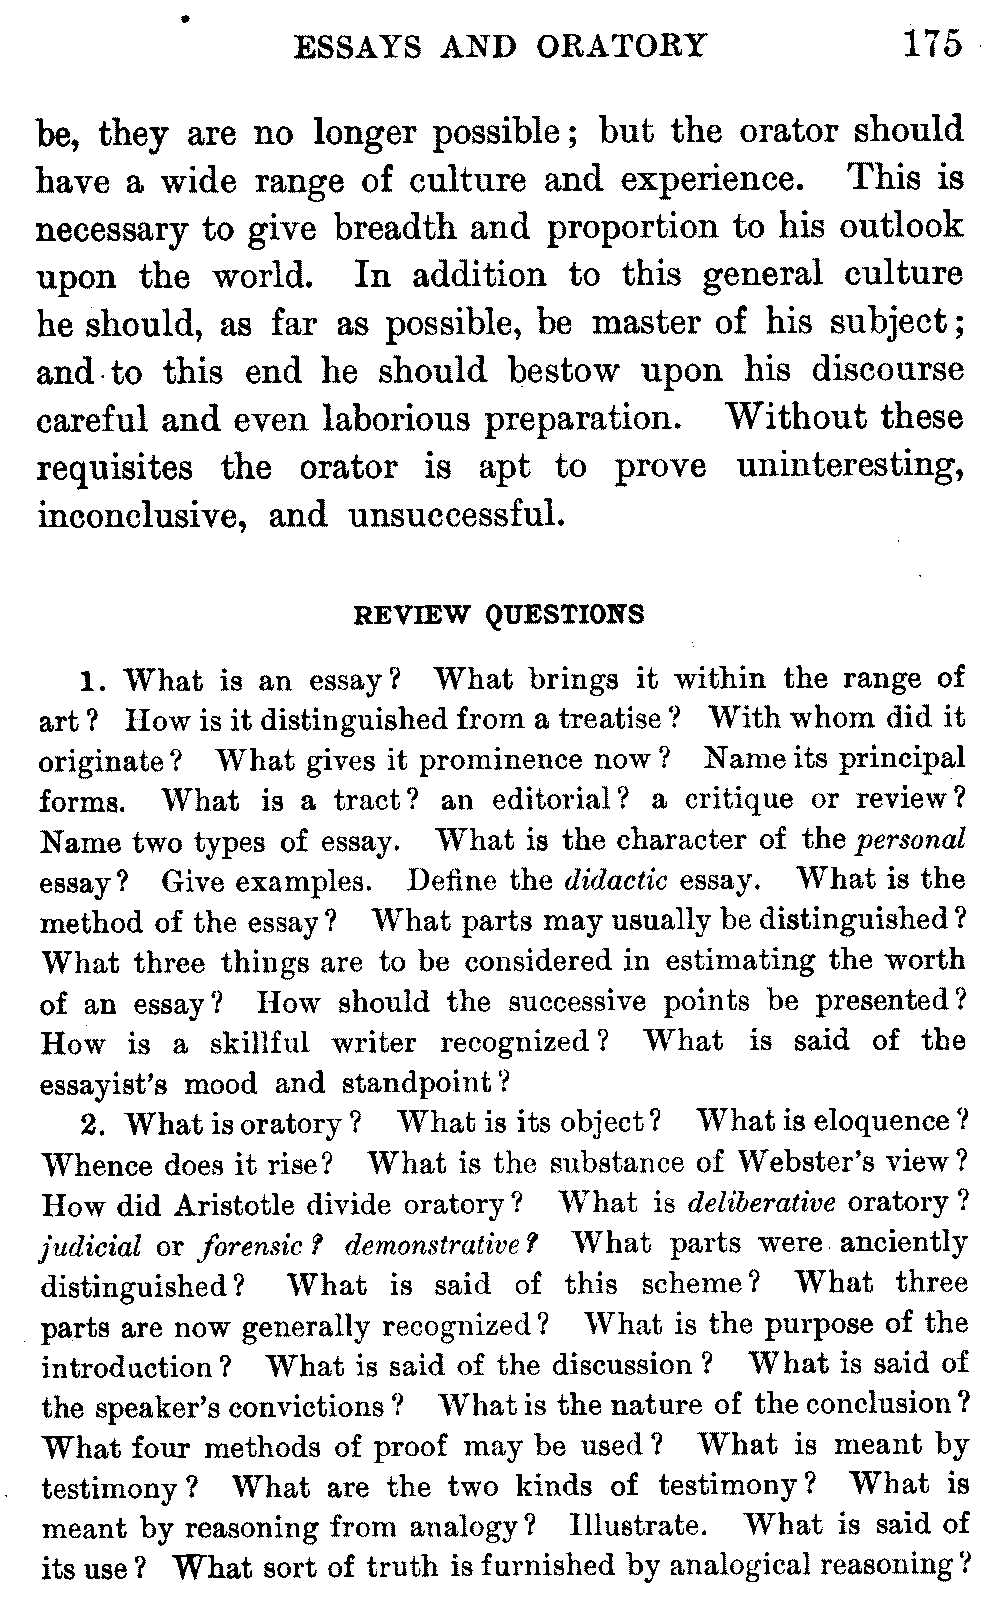 ESSAYS AND ORATORY 175
be, they are no longer possible; but the orator should
have a wide range of culture and experience. This is
necessary to give breadth and proportion to his outlook
upon the world. In addition to this general culture
he should, as far as possible, be master of his subject;
and to this end he should bestow upon his discourse
careful and even laborious preparation. Without these
requisites the orator is apt to prove uninteresting,
inconclusive, and unsuccessful.
REVIEW QUESTIONS
1. What is an essay? What brings it within the range of
art? How is it distinguished from a treatise? With whom did it
originate? What gives it prominence now? Name its principal
forms. What is a tract? an editorial? a critique or review?
Name two types of essay. What is the character of the personal
essay? Give examples. Define the didactic essay. What is the
method of the essay? What parts may usually be distinguished?
What three things are to be considered in estimating the worth
of an essay? How should the successive points be presented?
How is a skillful writer recognized? What is said of the
essayist's mood and standpoint?
2. What is oratory? What is its object? What is eloquence?
Whence does it rise? What is the substance of Webster's view?
How did Aristotle divide oratory? What is deliberative oratory?
judicial or forensic? demonstrative? What parts were anciently
distinguished? What is said of this scheme? What three
parts are now generally recognized? What is the purpose of the
introduction? What is said of the discussion? What is said of
the speaker's convictions? What is the nature of the conclusion?
What four methods of proof may be used? What is meant by
testimony? What are the two kinds of testimony? What is
meant by reasoning from analogy? Illustrate. What is said of
its use? What sort of truth is furnished by analogical reasoning?